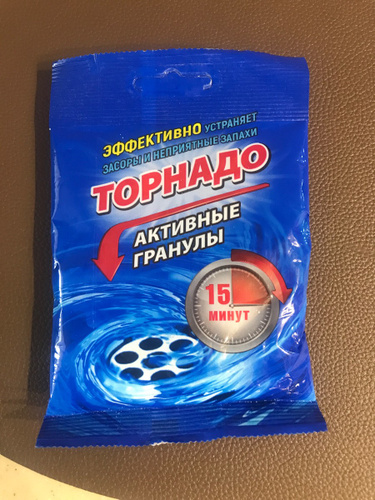 ЭФФЕКТИВНО УСТРАНЯЕТ
ЗАСОРЫ И НЕПРИЯТНЫЕ ЗАПАХИ
ТОРНАДО
АКТИВНЫЕ
ГРАНУЛЫ
15
МИНУТ